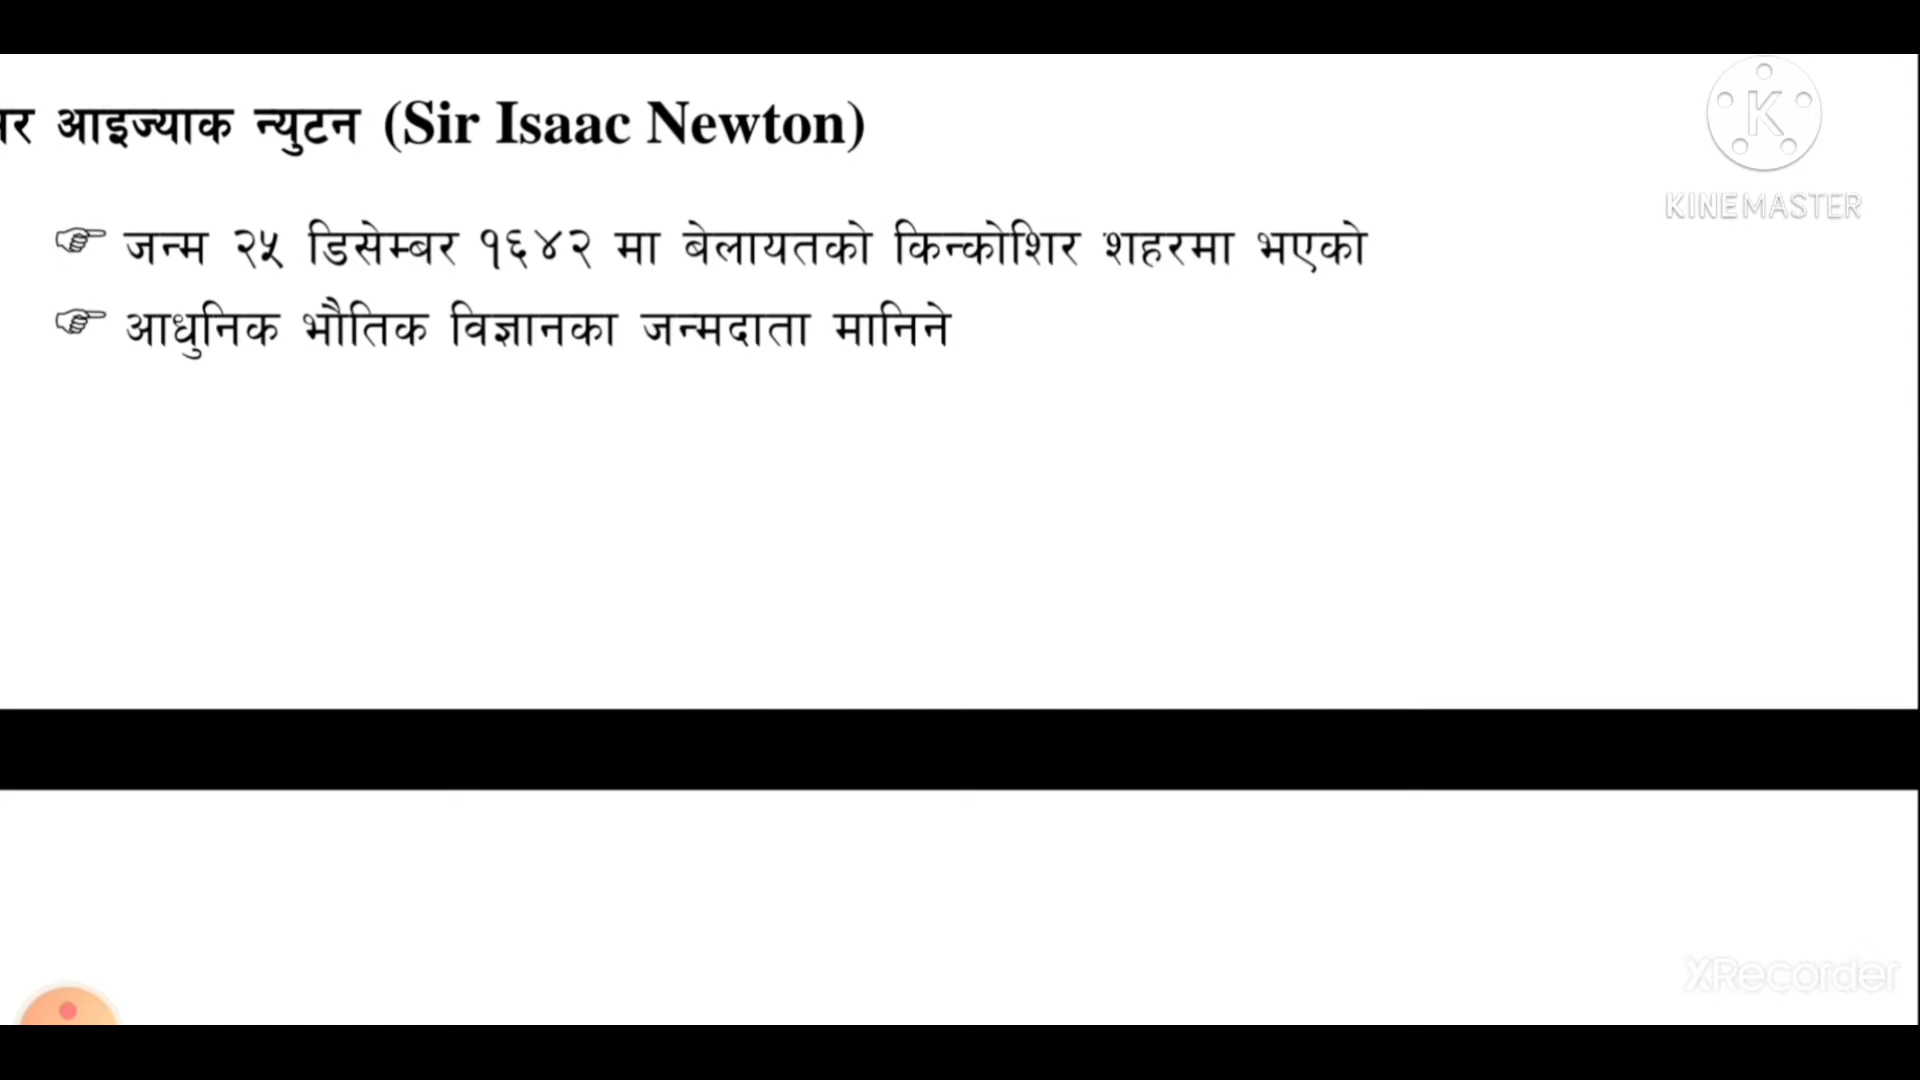 आइज्याक न्युटन (Sir Isaac Newton)
K
KINEMASTER
☞ जन्म २५ डिसेम्बर १६४२ मा बेलायतको किन्कोशिर शहरमा भएको
☞ आधुनिक भौतिक विज्ञानका जन्मदाता मानिने
XRecorder